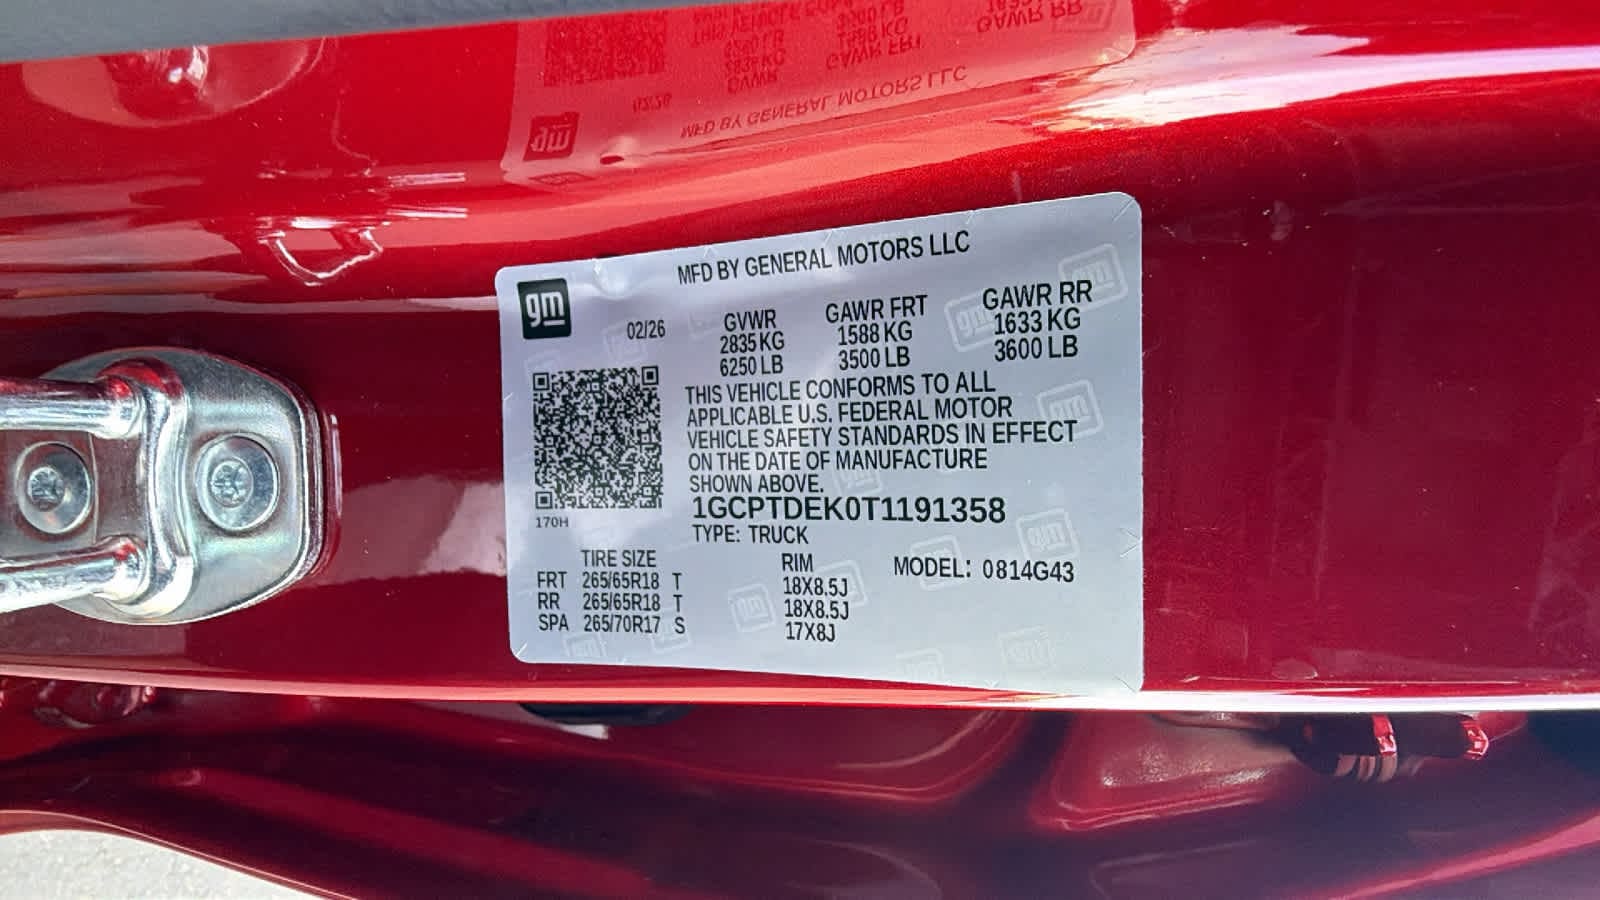 MFD BY GENERAL MOTORS LLC
gm
02/26
GVWR
2835 KG
6250 LB
GAWR FRT
1588 KG
3500 LB
GAWR RR
1633 KG
3600 LB
THIS VEHICLE CONFORMS TO ALL
APPLICABLE U.S. FEDERAL MOTOR
VEHICLE SAFETY STANDARDS IN EFFECT
ON THE DATE OF MANUFACTURE
SHOWN ABOVE.
1GCPTDEK0T1191358
170H
TYPE: TRUCK
TIRE SIZE
RIM
MODEL: 0814G43
FRT 265/65R18 T 18X8.5J
RR 265/65R18 T 18X8.5J
SPA 265/70R17 S 17X8J